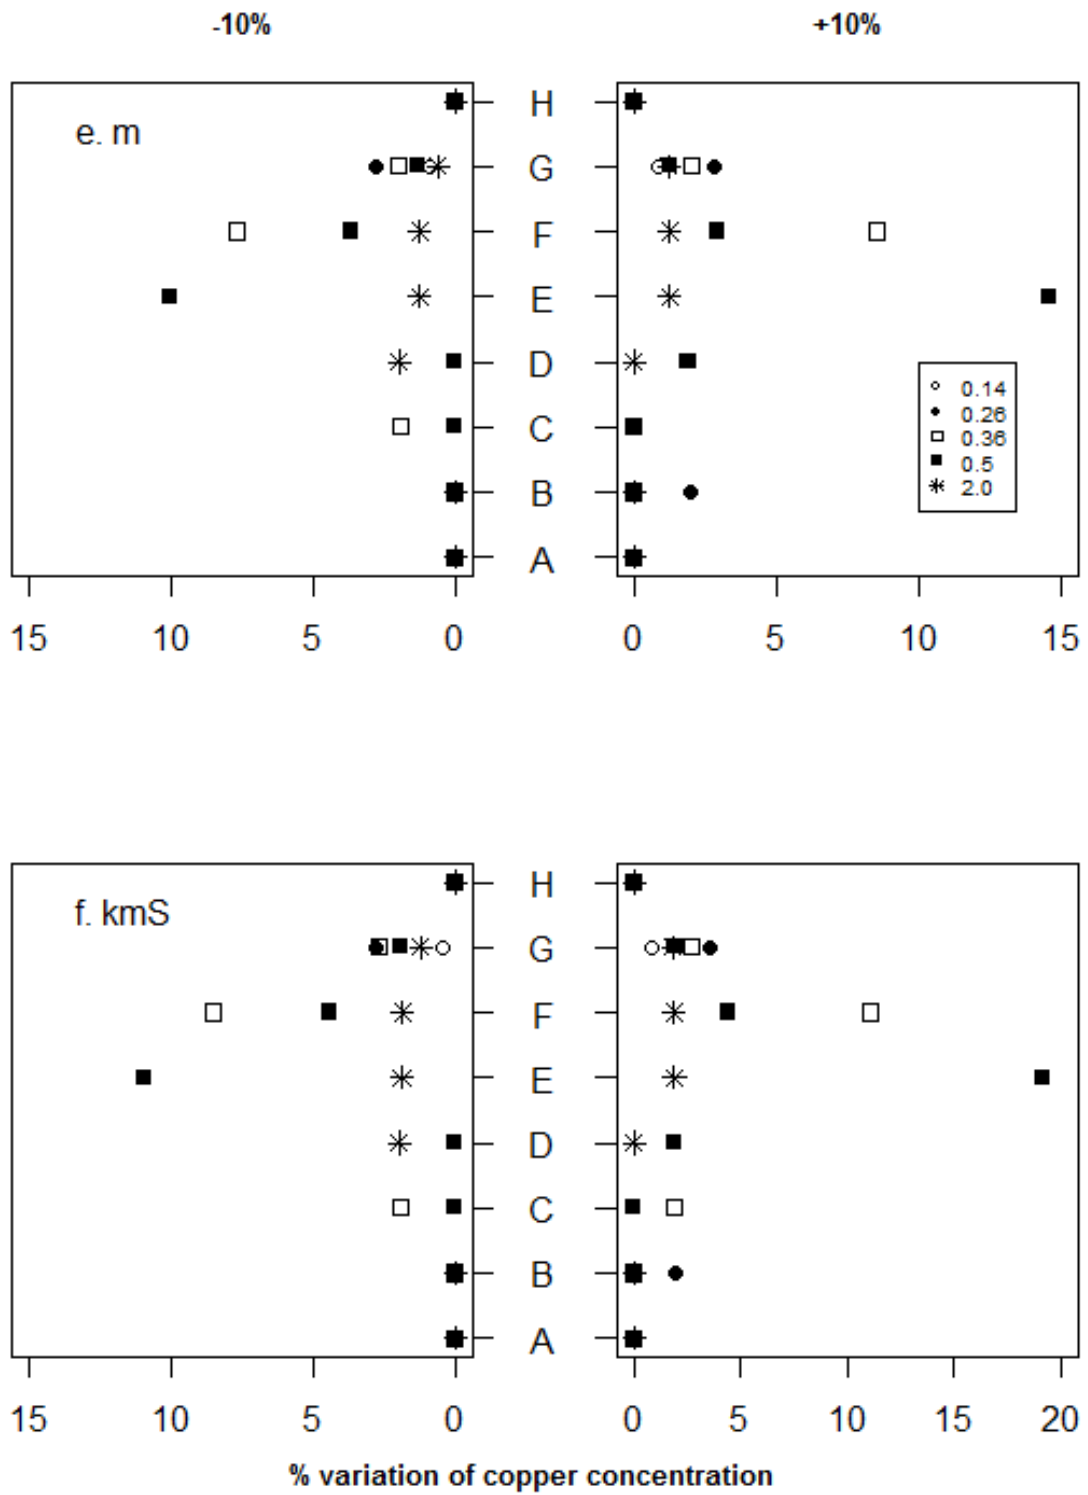 -10% +10%
e. m
H
G
F
E
D
C
B
A
0.14
0.26
0.36
0.5
2.0
15 10 5 0 0 5 10 15
f. kmS
H
G
F
E
D
C
B
A
15 10 5 0 0 5 10 15 20
% variation of copper concentration